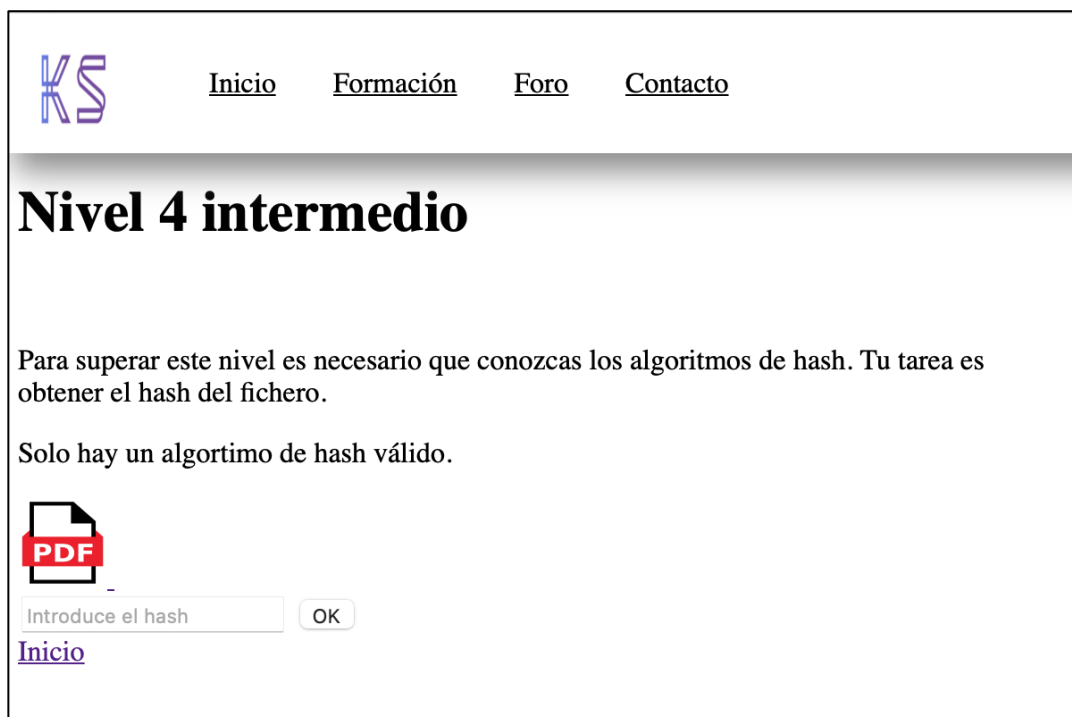 KS
Inicio Formación Foro Contacto
Nivel 4 intermedio
Para superar este nivel es necesario que conozcas los algoritmos de hash. Tu tarea es
obtener el hash del fichero.
Solo hay un algortimo de hash válido.
PDF
Introduce el hash OK
Inicio